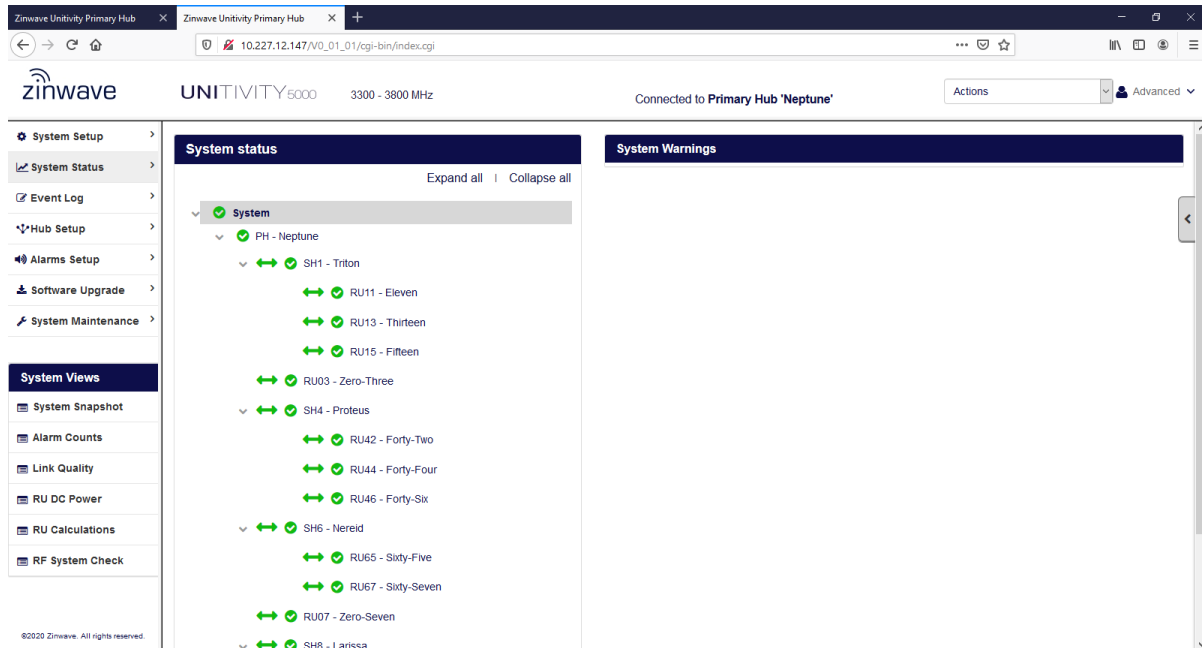 Zinwave Unitivity Primary Hub
Zinwave Unitivity Primary Hub
10.227.12.147/V0_01_01/cgi-bin/index.cgi
zinwave
UNITIVITY5000
3300 - 3800 MHz
Connected to Primary Hub 'Neptune'
Actions
Advanced
System Setup
System Status
Event Log
Hub Setup
Alarms Setup
Software Upgrade
System Maintenance
System Views
System Snapshot
Alarm Counts
Link Quality
RU DC Power
RU Calculations
RF System Check
©2020 Zinwave. All rights reserved.
System status
Expand all | Collapse all
System
PH - Neptune
SH1 - Triton
RU11 - Eleven
RU13 - Thirteen
RU15 - Fifteen
RU03 - Zero-Three
SH4 - Proteus
RU42 - Forty-Two
RU44 - Forty-Four
RU46 - Forty-Six
SH6 - Nereid
RU65 - Sixty-Five
RU67 - Sixty-Seven
RU07 - Zero-Seven
SH8 - Larissa
System Warnings